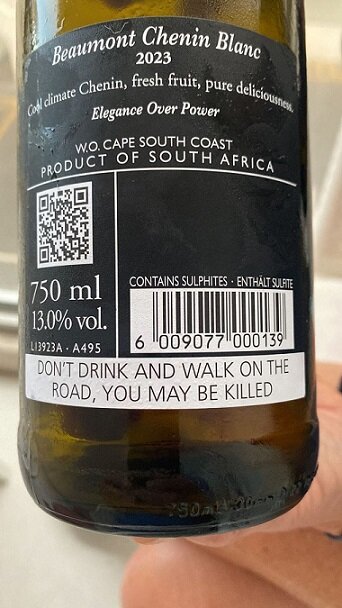 Beaumont Chenin Blanc
2023
Cool climate Chenin, fresh fruit, pure deliciousness.
Elegance Over Power
W.O. CAPE SOUTH COAST
PRODUCT OF SOUTH AFRICA
750 ml
13.0% vol.
L13923A · A495
CONTAINS SULPHITES · ENTHÄLT SULFITE
6 009077 000139
DON'T DRINK AND WALK ON THE
ROAD, YOU MAY BE KILLED
750ml